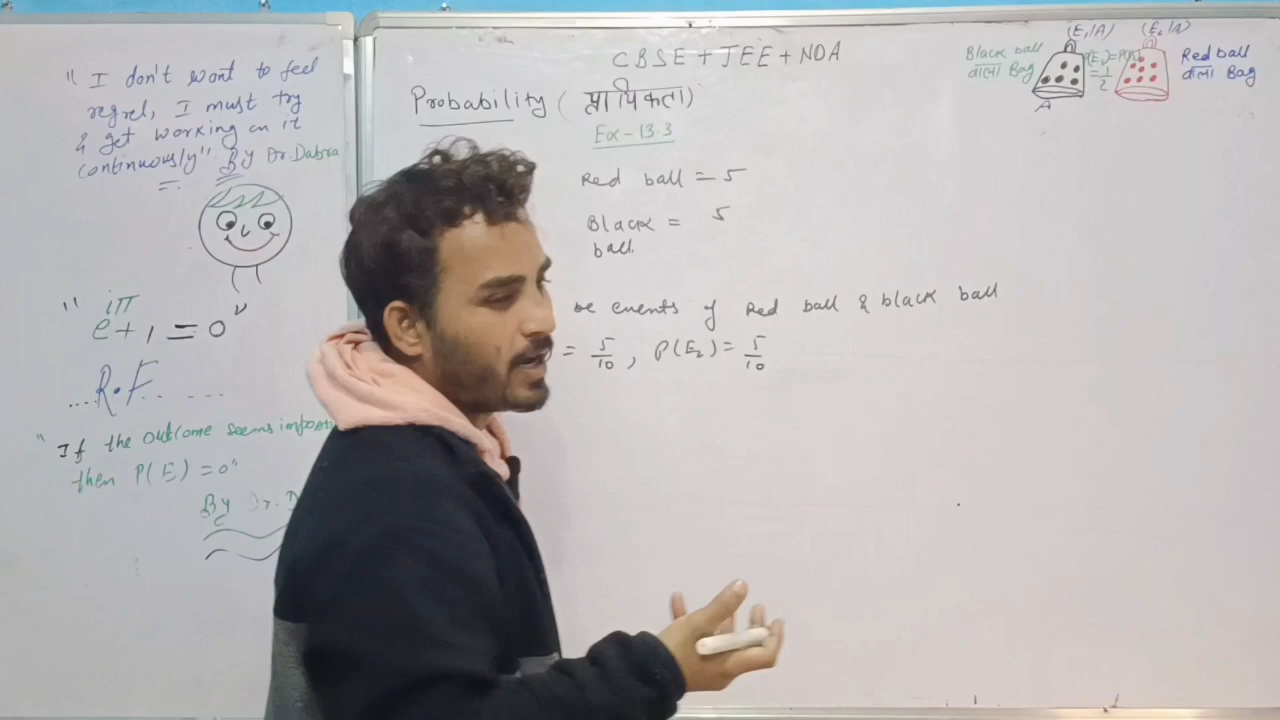 " I don't want to feel
regret, I must try
& get working on it
continuously" By Dr. Dabra
e^iπ + 1 = 0"
.... R.F. . . ...
" If the outcome seems
then P(E) = 0"
By
CBSE + JEE + NDA
Probability ( प्रायिकता)
Ex - 13.3
Red ball = 5
Black = 5
ball.
be events of Red ball & black ball
= 5/10 , P(E₂) = 5/10
(E₁|A)
(E₂|A)
Black ball
वाला Bag
= 1/2
A
Red ball
वाला Bag